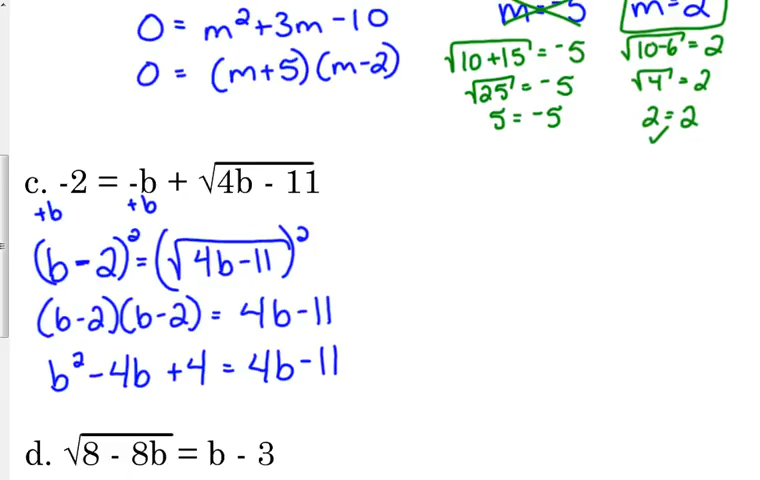 0 = m² + 3m - 10
0 = (m+5)(m-2)
m = -5
√10+15 = -5
√25 = -5
5 = -5
m = 2
√10-6 = 2
√4 = 2
2 = 2 ✓
c. -2 = -b + √4b - 11
+b +b
(b - 2)² = (√4b-11)²
(b-2)(b-2) = 4b-11
b² - 4b + 4 = 4b - 11
d. √8 - 8b = b - 3